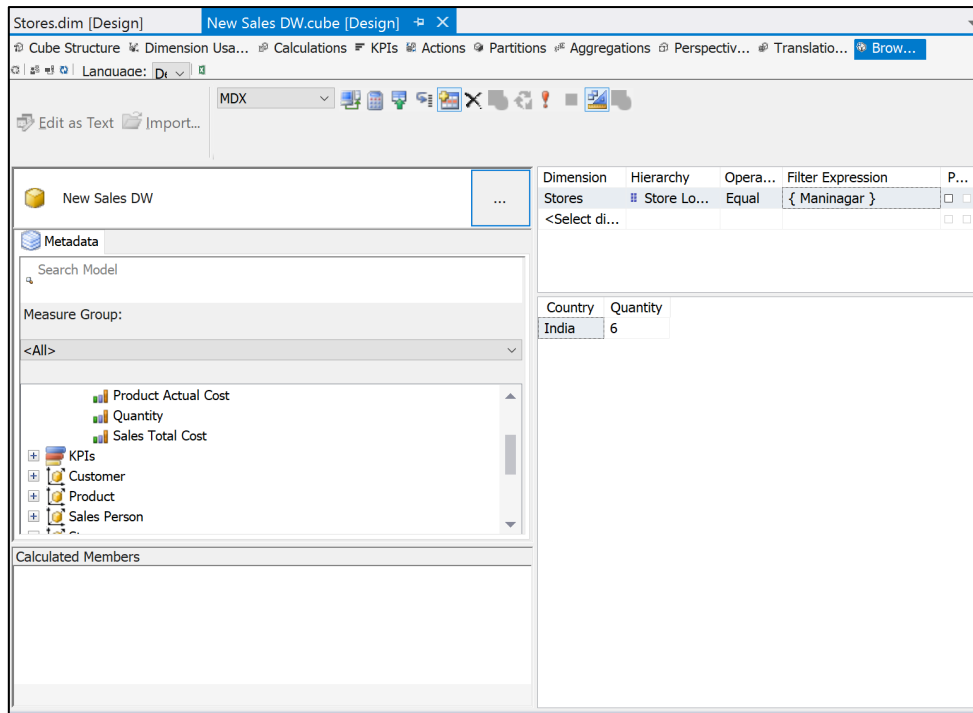 Stores.dim [Design] New Sales DW.cube [Design]
Cube Structure Dimension Usa... Calculations KPIs Actions Partitions Aggregations Perspectiv... Translatio... Brow...
Language: De
MDX
Edit as Text Import...
New Sales DW ...
Metadata
Search Model
Measure Group:
<All>
Product Actual Cost
Quantity
Sales Total Cost
KPIs
Customer
Product
Sales Person
Calculated Members
Dimension Hierarchy Opera... Filter Expression P...
Stores Store Lo... Equal { Maninagar }
<Select di...
Country Quantity
India 6